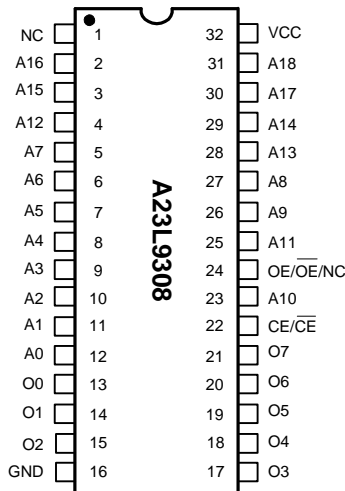 NC 1 32 VCC
A16 2 31 A18
A15 3 30 A17
A12 4 29 A14
A7 5 28 A13
A6 6 27 A8
A5 7 26 A9
A4 8 25 A11
A3 9 24 OE/O̅E̅/NC
A2 10 23 A10
A1 11 22 CE/C̅E̅
A0 12 21 O7
O0 13 20 O6
O1 14 19 O5
O2 15 18 O4
GND 16 17 O3
A23L9308